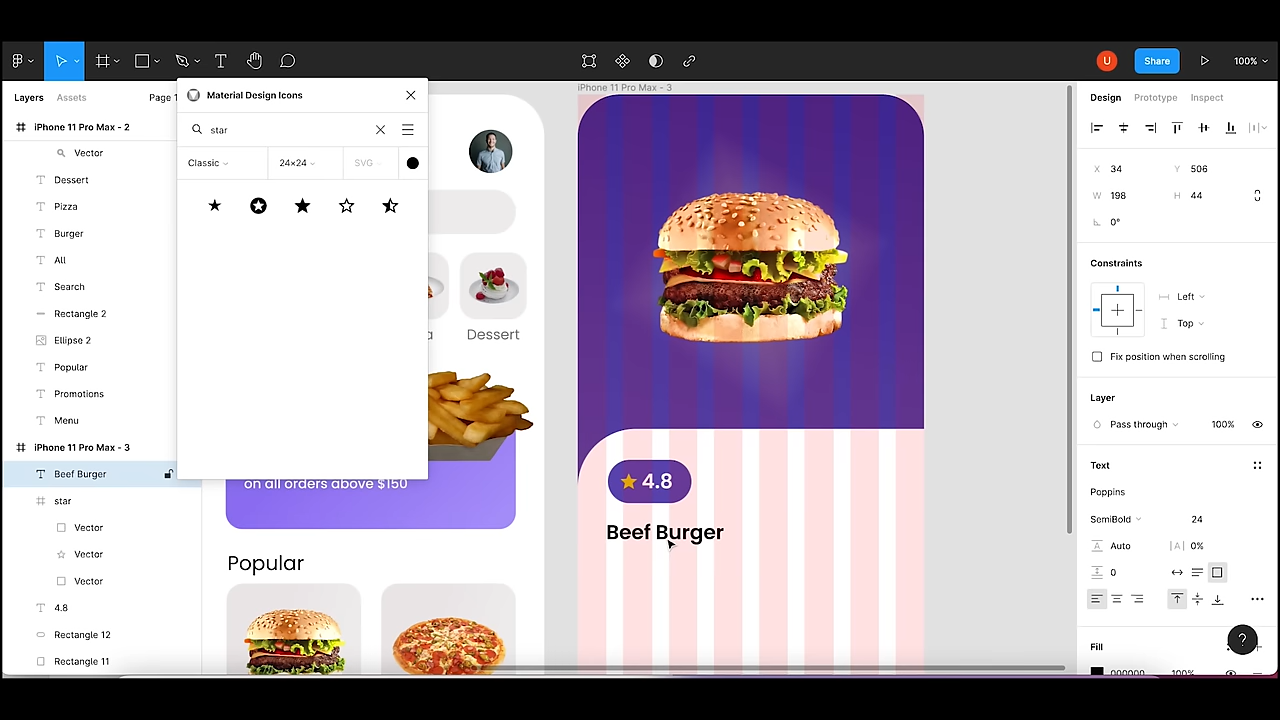 Share
100%
Layers
Assets
Page 1
iPhone 11 Pro Max - 2
Vector
Dessert
Pizza
Burger
All
Search
Rectangle 2
Ellipse 2
Popular
Promotions
Menu
iPhone 11 Pro Max - 3
Beef Burger
star
Vector
Vector
Vector
4.8
Rectangle 12
Rectangle 11
Material Design Icons
star
Classic
24×24
SVG
a
Dessert
on all orders above $150
Popular
iPhone 11 Pro Max - 3
4.8
Beef Burger
U
Design
Prototype
Inspect
X 34
Y 506
W 198
H 44
0°
Constraints
Left
Top
Fix position when scrolling
Layer
Pass through
100%
Text
Poppins
SemiBold
24
Auto
|A| 0%
0
Fill
?
000000
100%